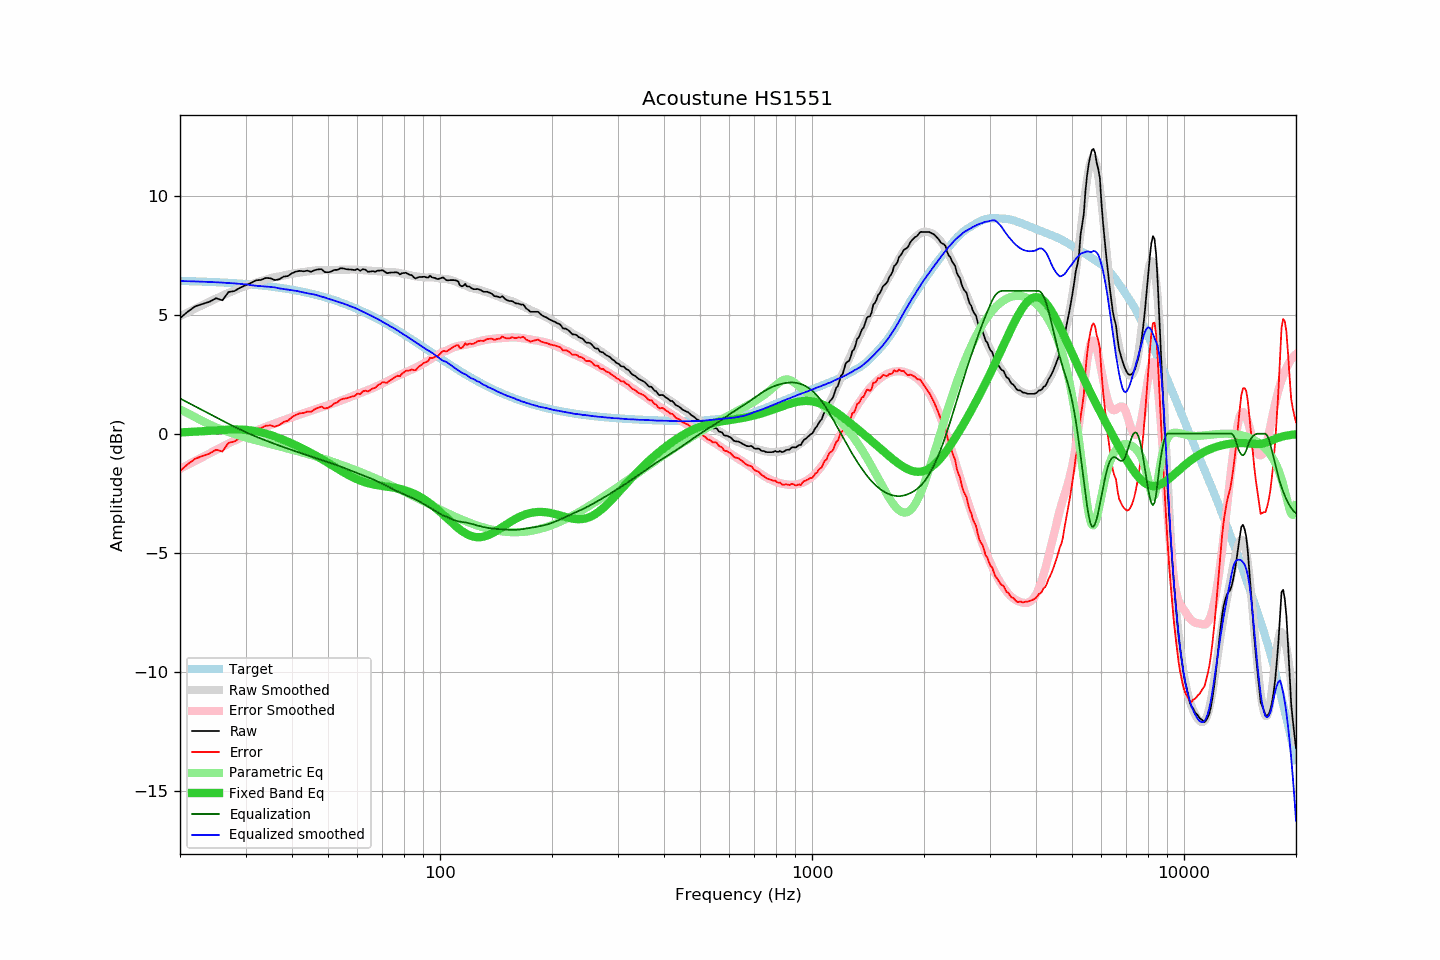 Acoustune HS1551
10
5
0
−5
−10
−15
Amplitude (dBr)
Target
Raw Smoothed
Error Smoothed
Raw
Error
Parametric Eq
Fixed Band Eq
Equalization
Equalized smoothed
100
1000
10000
Frequency (Hz)